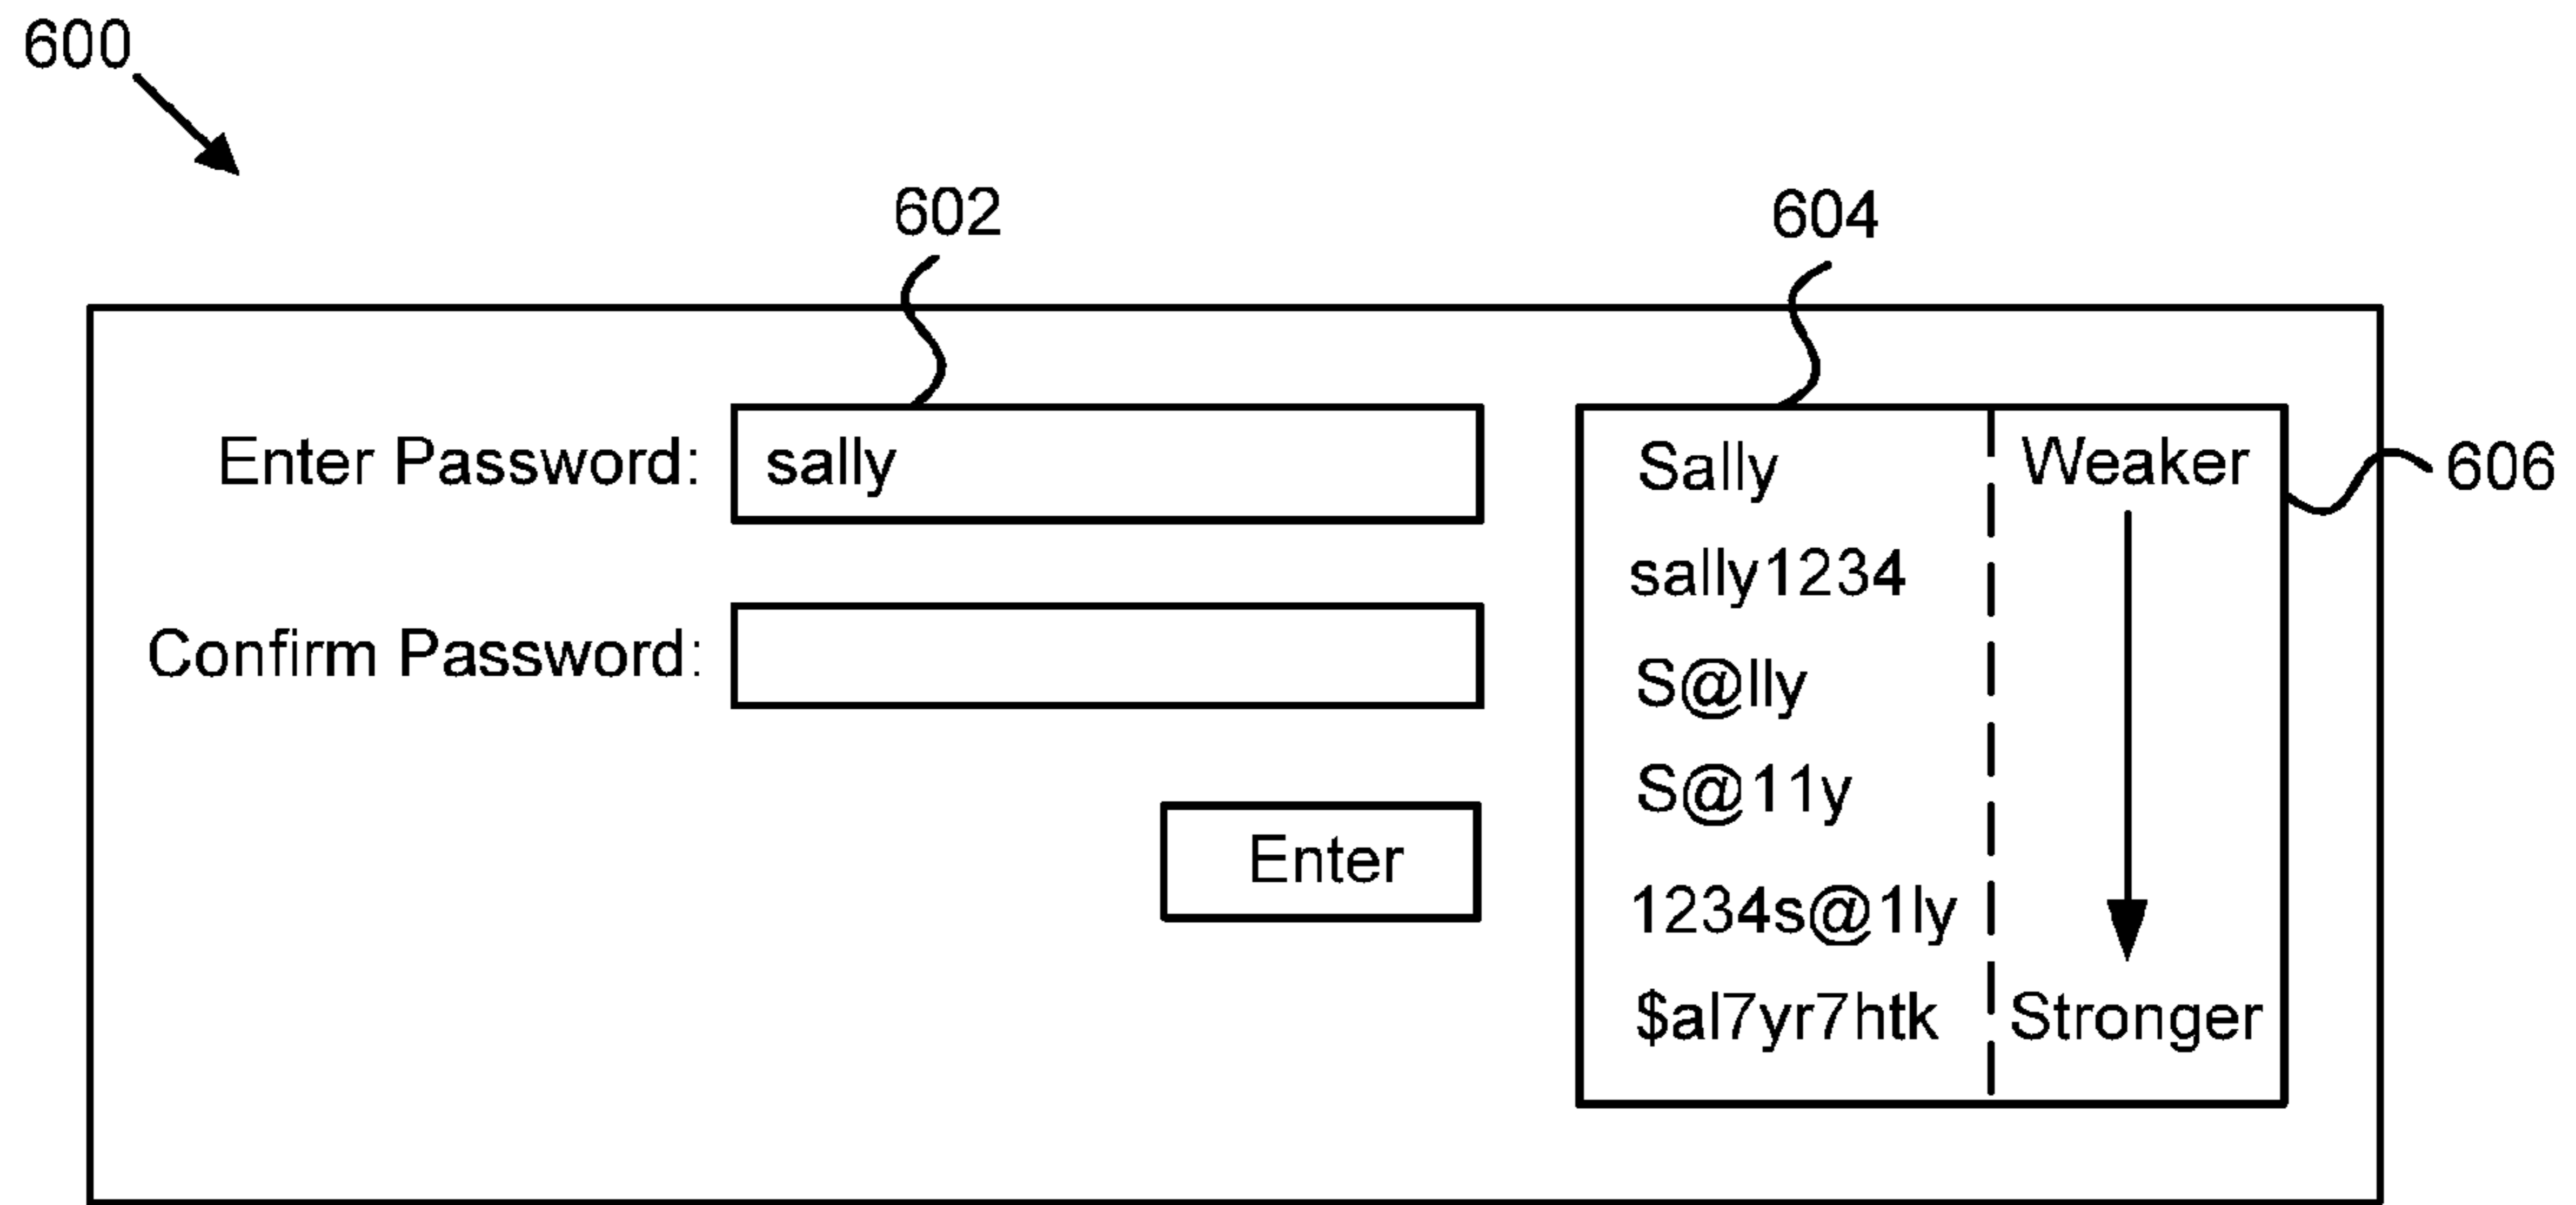 600
602
604
Enter Password:
sally
Confirm Password:
Enter
Sally
sally1234
S@lly
S@11y
1234s@1ly
$al7yr7htk
Weaker
Stronger
606